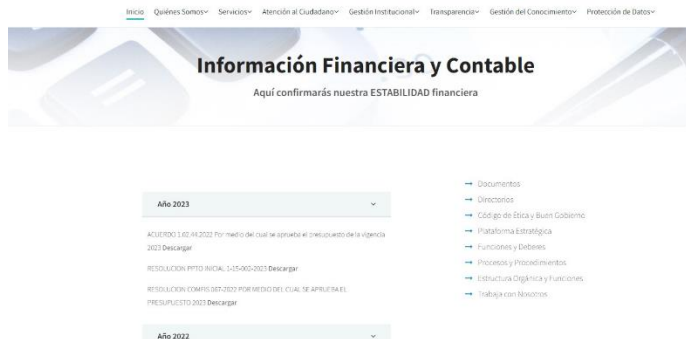 Inicio Quiénes Somos Servicios Atención al Ciudadano Gestión Institucional Transparencia Gestión del Conocimiento Protección de Datos
Información Financiera y Contable
Aquí confirmarás nuestra ESTABILIDAD financiera
Año 2023
ACUERDO 1.02.44.2022 Por medio del cual se aprueba el presupuesto de la vigencia
2023 Descargar
RESOLUCION PPTO INICIAL 1-15-002-2023 Descargar
RESOLUCION COMFIS 067-2022 POR MEDIO DEL CUAL SE APRUEBA EL
PRESUPUESTO 2023 Descargar
Año 2022
Documentos
Directorios
Código de Ética y Buen Gobierno
Plataforma Estratégica
Funciones y Deberes
Procesos y Procedimientos
Estructura Orgánica y Funciones
Trabaja con Nosotros